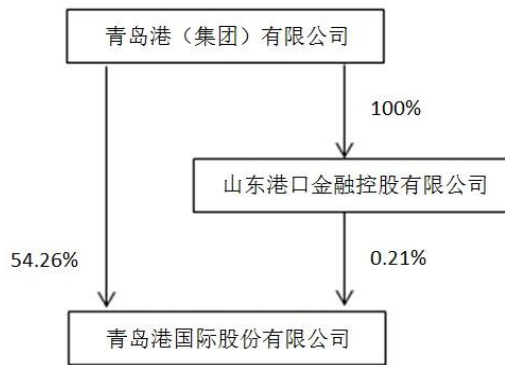 青岛港（集团）有限公司
100%
山东港口金融控股有限公司
54.26%
0.21%
青岛港国际股份有限公司